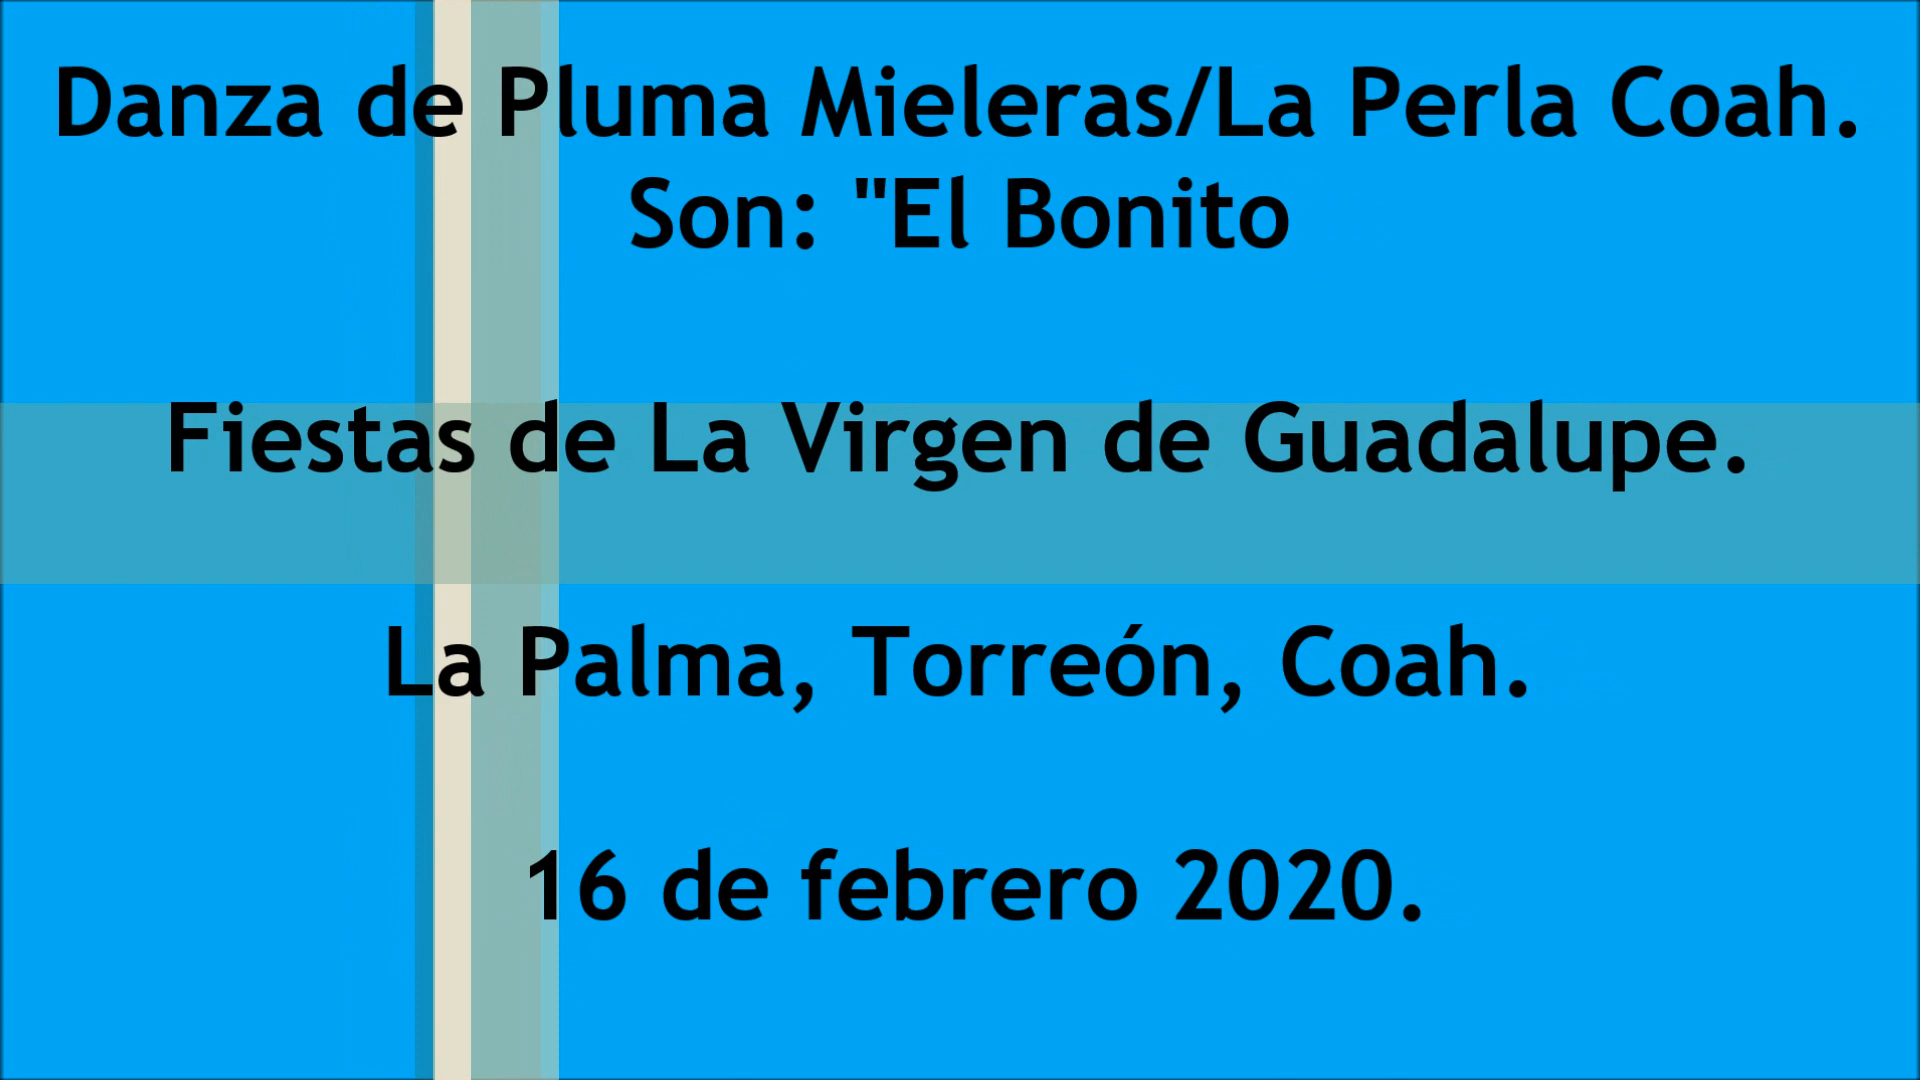 Danza de Pluma Mieleras/La Perla Coah.
Son: "El Bonito
Fiestas de La Virgen de Guadalupe.
La Palma, Torreón, Coah.
16 de febrero 2020.